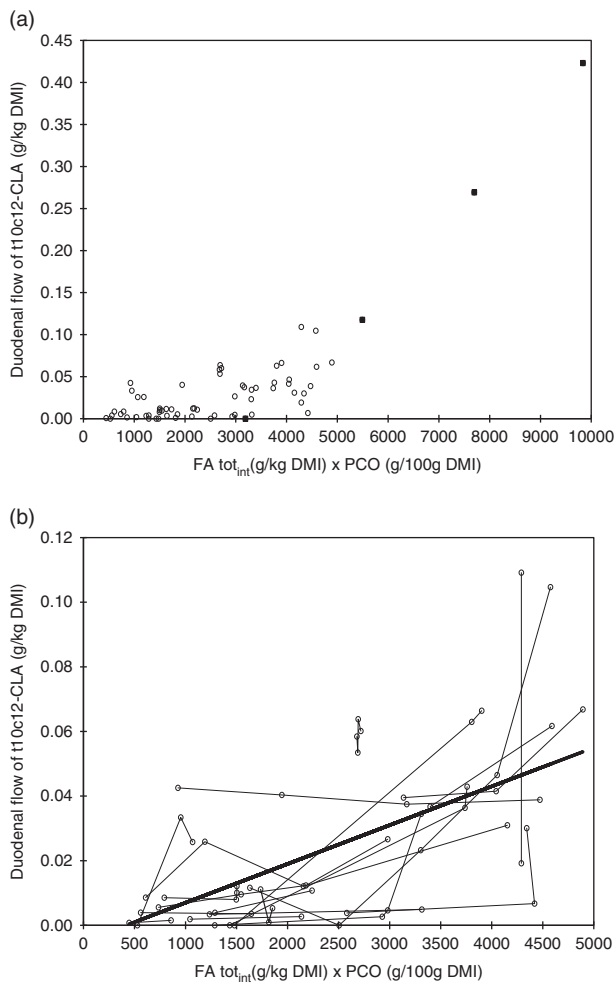 (a)
Duodenal flow of t10c12-CLA (g/kg DMI)
0.45
0.40
0.35
0.30
0.25
0.20
0.15
0.10
0.05
0.00
0 1000 2000 3000 4000 5000 6000 7000 8000 9000 10000
FA tot_int(g/kg DMI) x PCO (g/100g DMI)
(b)
Duodenal flow of t10c12-CLA (g/kg DMI)
0.12
0.10
0.08
0.06
0.04
0.02
0.00
0 500 1000 1500 2000 2500 3000 3500 4000 4500 5000
FA tot_int(g/kg DMI) x PCO (g/100g DMI)